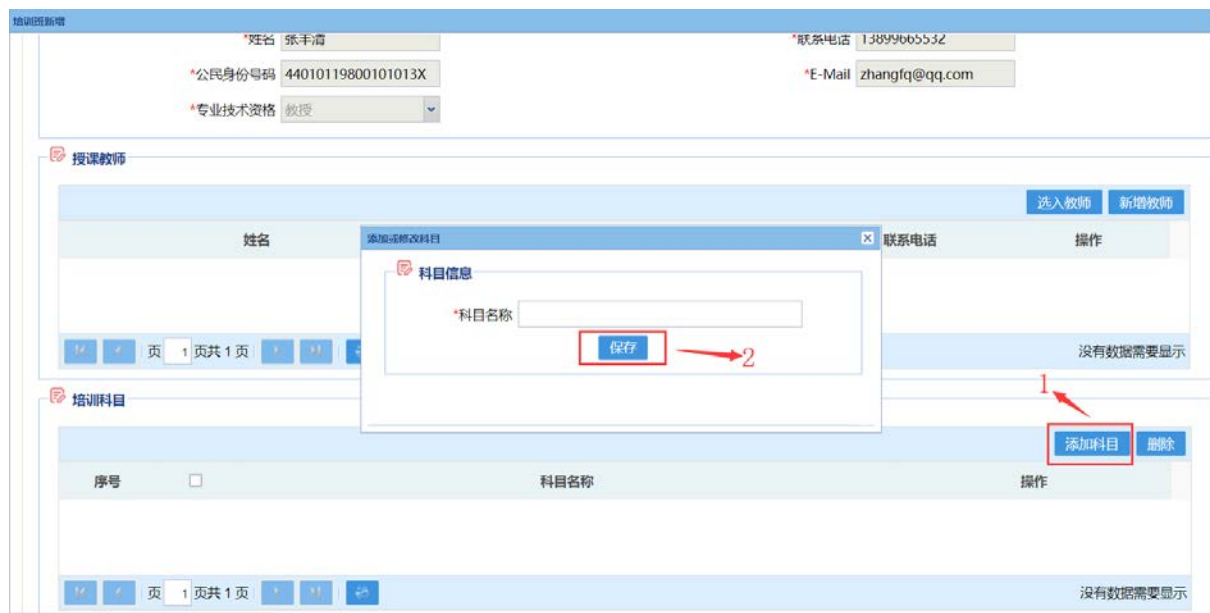 培训班新增
*姓名 张丰清 *联系电话 13899665532
*公民身份号码 44010119800101013X *E-Mail zhangfq@qq.com
*专业技术资格 教授
授课教师
选入教师 新增教师
姓名 联系电话 操作
添加或修改科目
科目信息
*科目名称
保存 2
页 1 页共 1 页 没有数据需要显示
培训科目
1
添加科目 删除
序号 科目名称 操作
页 1 页共 1 页 没有数据需要显示